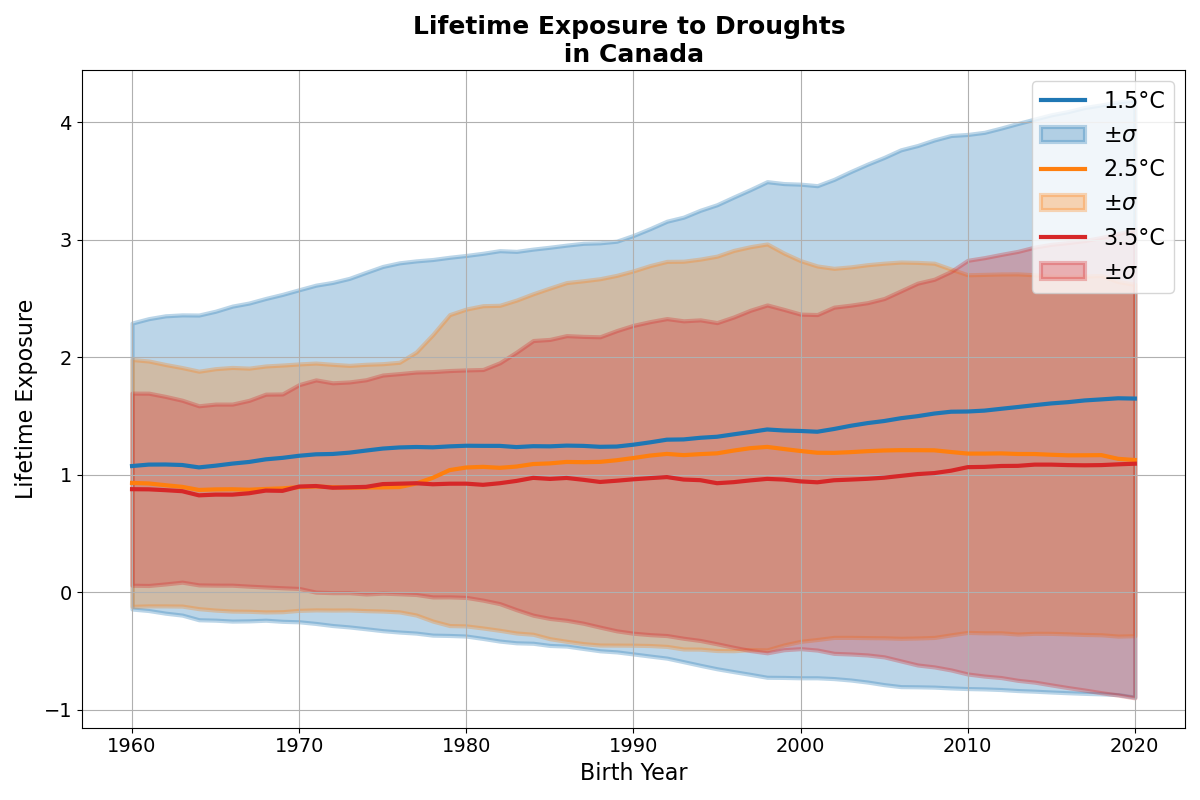 Lifetime Exposure to Droughts
in Canada
1.5°C
±σ
2.5°C
±σ
3.5°C
±σ
Lifetime Exposure
4
3
2
1
0
−1
1960
1970
1980
1990
2000
2010
2020
Birth Year